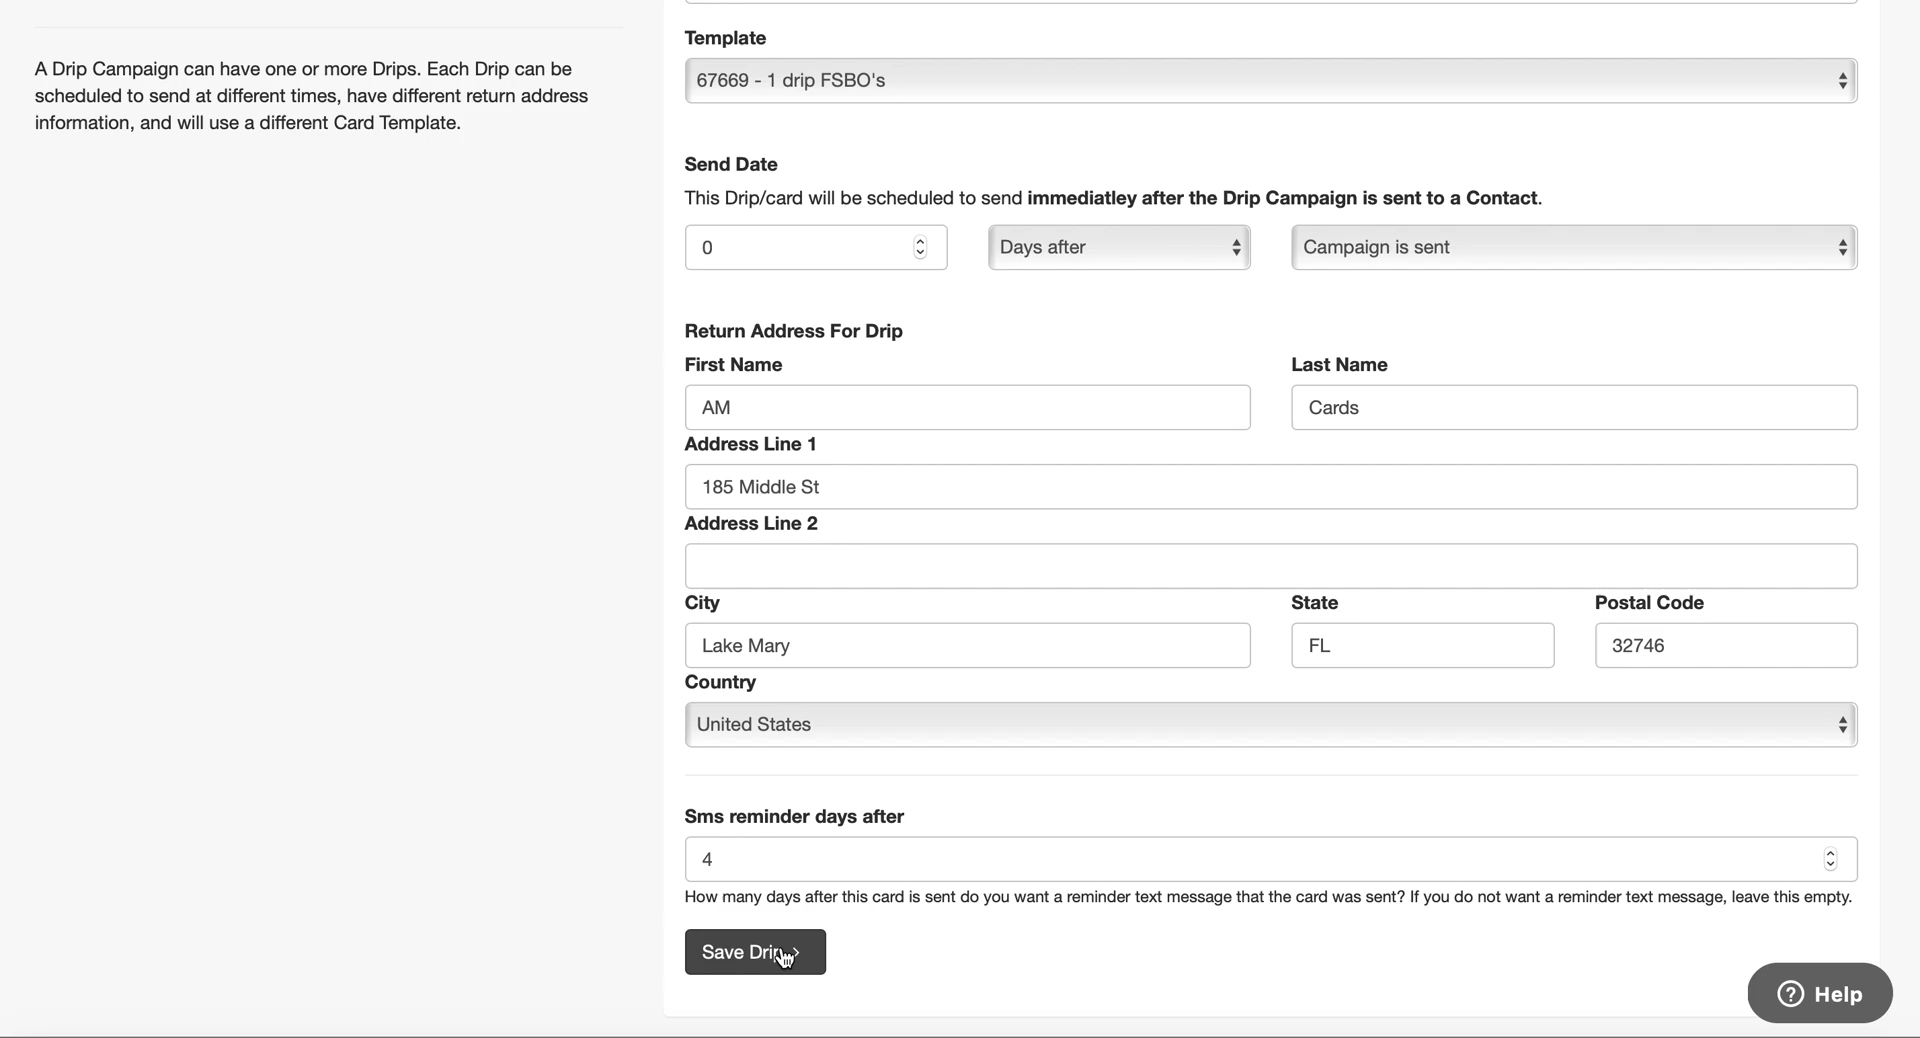 A Drip Campaign can have one or more Drips. Each Drip can be
scheduled to send at different times, have different return address
information, and will use a different Card Template.
Template
67669 - 1 drip FSBO's
Send Date
This Drip/card will be scheduled to send immediatley after the Drip Campaign is sent to a Contact.
0 Days after Campaign is sent
Return Address For Drip
First Name Last Name
AM Cards
Address Line 1
185 Middle St
Address Line 2
City State Postal Code
Lake Mary FL 32746
Country
United States
Sms reminder days after
4
How many days after this card is sent do you want a reminder text message that the card was sent? If you do not want a reminder text message, leave this empty.
Save Drip >
Help